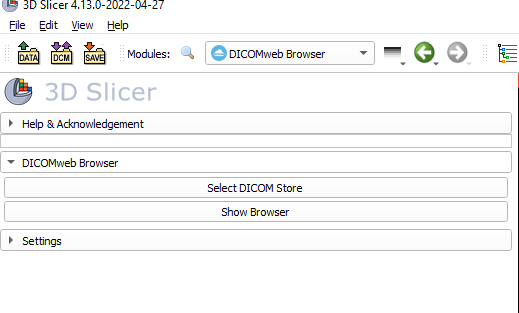 3D Slicer 4.13.0-2022-04-27
File Edit View Help
DATA DCM SAVE Modules: DICOMweb Browser
3D Slicer
Help & Acknowledgement
DICOMweb Browser
Select DICOM Store
Show Browser
Settings